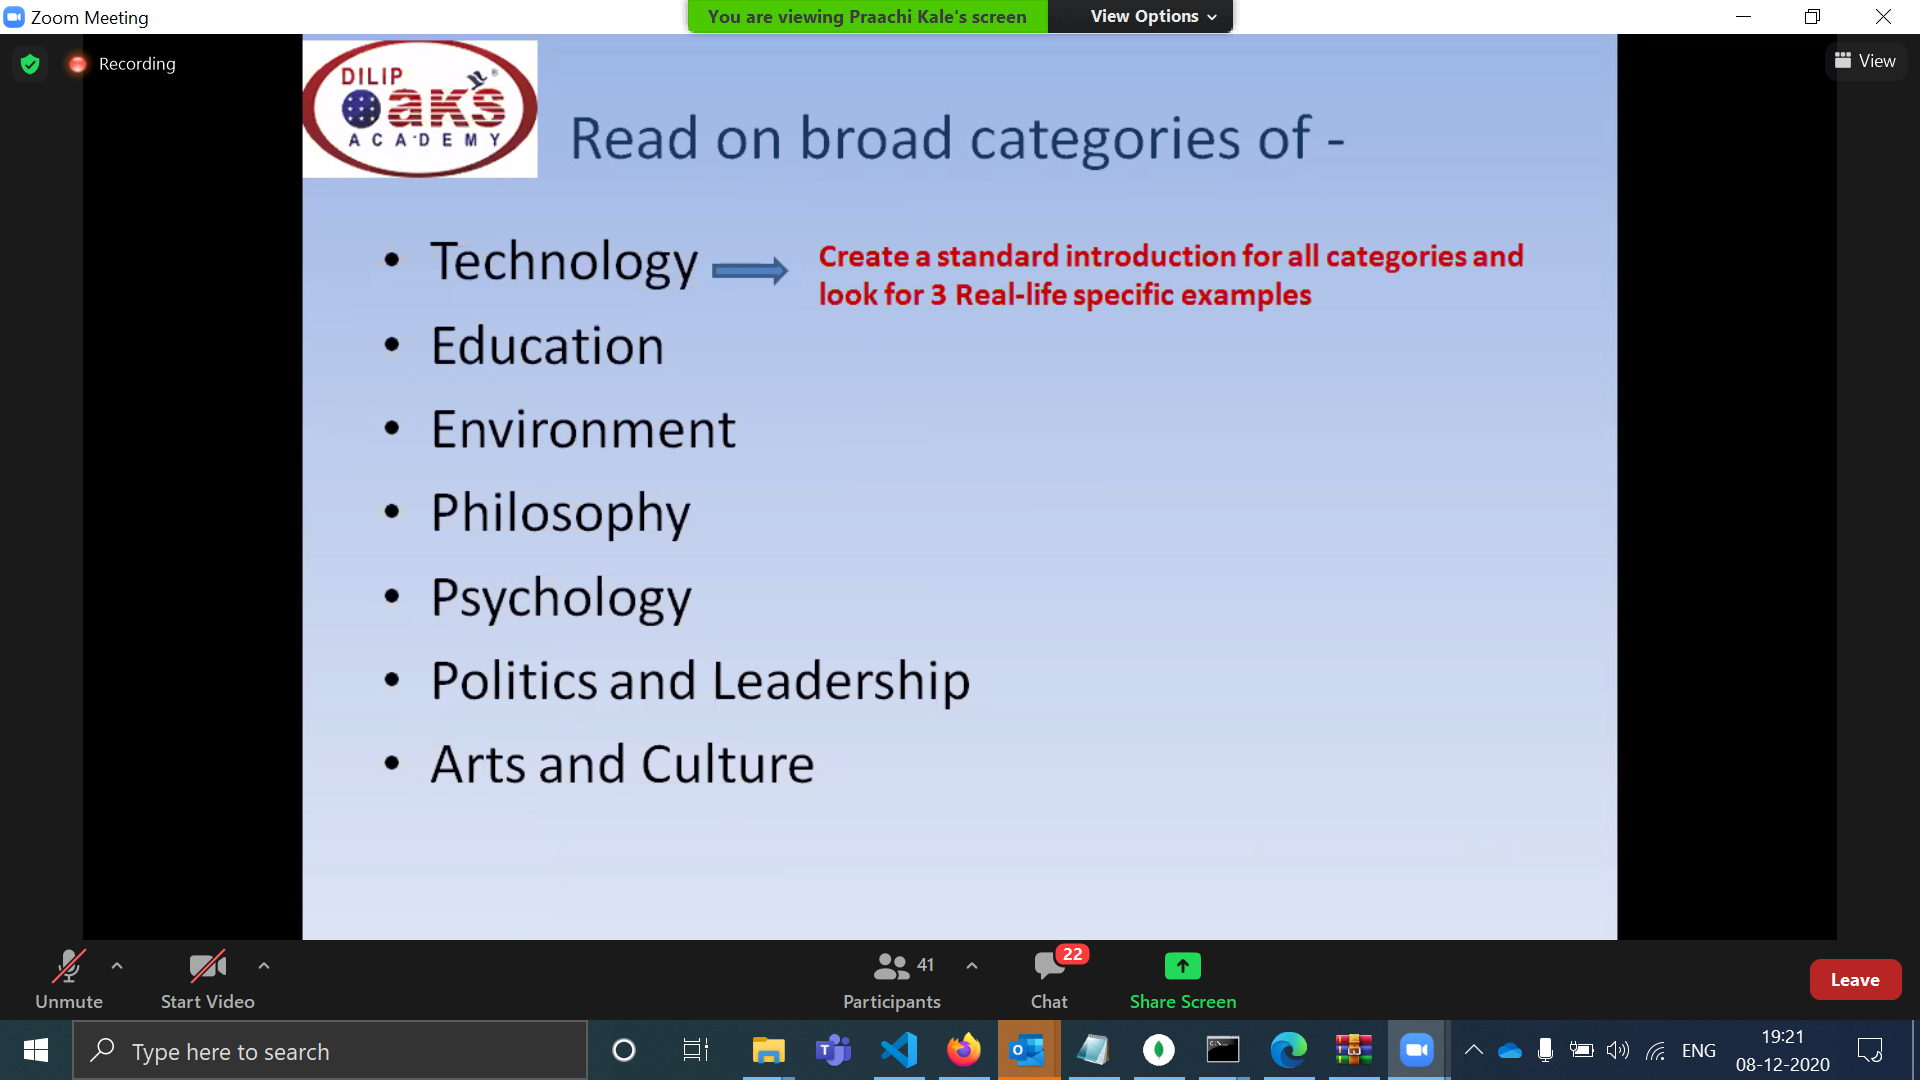 Zoom Meeting
You are viewing Praachi Kale's screen
View Options
Recording
View
DILIP
Oaks
®
ACADEMY
Read on broad categories of -
• Technology
Create a standard introduction for all categories and
look for 3 Real-life specific examples
• Education
• Environment
• Philosophy
• Psychology
• Politics and Leadership
• Arts and Culture
Unmute
Start Video
41
Participants
22
Chat
Share Screen
Leave
Type here to search
ENG
19:21
08-12-2020